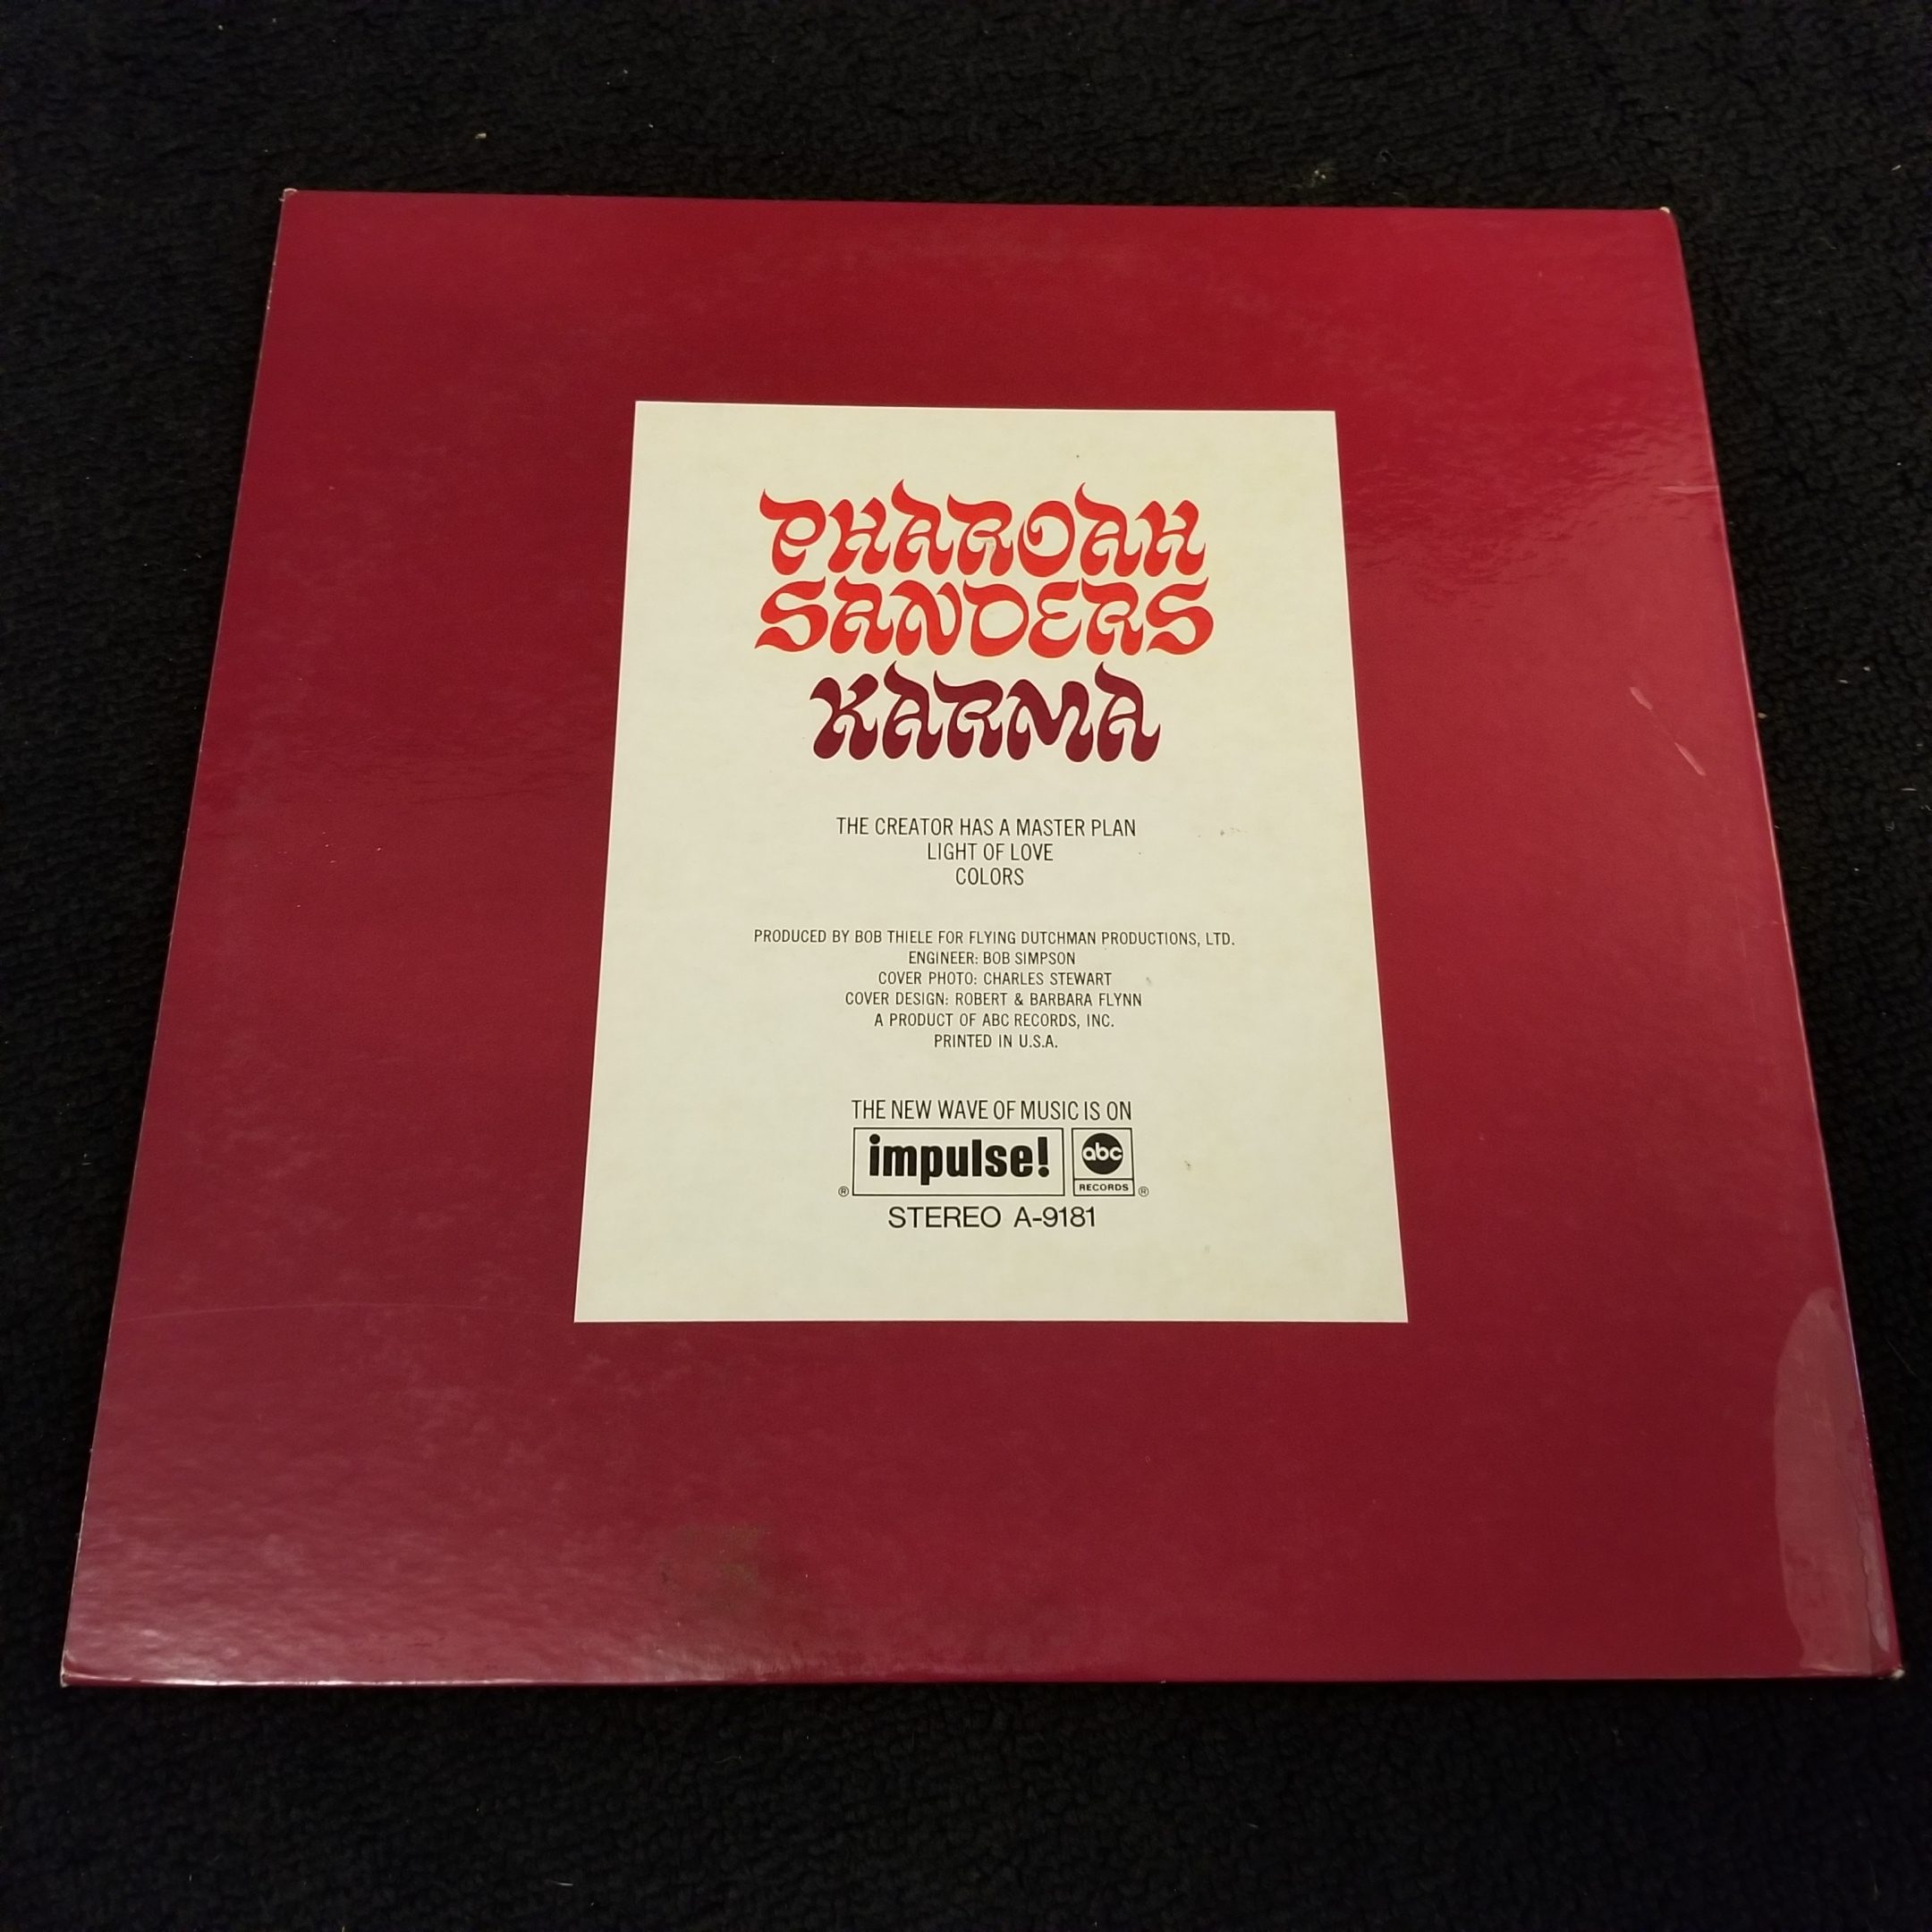 PHAROAH
SANDERS
KARMA
THE CREATOR HAS A MASTER PLAN
LIGHT OF LOVE
COLORS
PRODUCED BY BOB THIELE FOR FLYING DUTCHMAN PRODUCTIONS, LTD.
ENGINEER: BOB SIMPSON
COVER PHOTO: CHARLES STEWART
COVER DESIGN: ROBERT & BARBARA FLYNN
A PRODUCT OF ABC RECORDS, INC.
PRINTED IN U.S.A.
THE NEW WAVE OF MUSIC IS ON
® impulse! abc RECORDS ®
STEREO A-9181